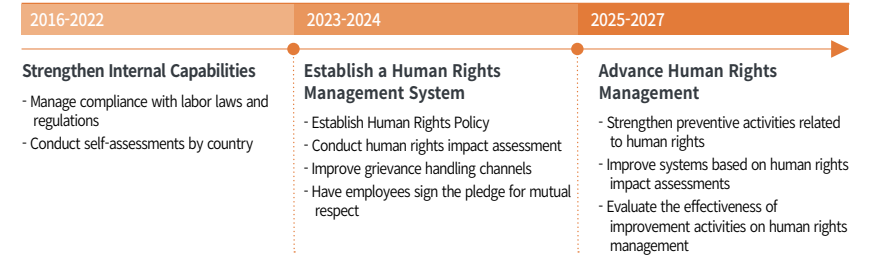 2016-2022
2023-2024
2025-2027
Strengthen Internal Capabilities
- Manage compliance with labor laws and
regulations
- Conduct self-assessments by country
Establish a Human Rights
Management System
- Establish Human Rights Policy
- Conduct human rights impact assessment
- Improve grievance handling channels
- Have employees sign the pledge for mutual
respect
Advance Human Rights
Management
- Strengthen preventive activities related
to human rights
- Improve systems based on human rights
impact assessments
- Evaluate the effectiveness of
improvement activities on human rights
management